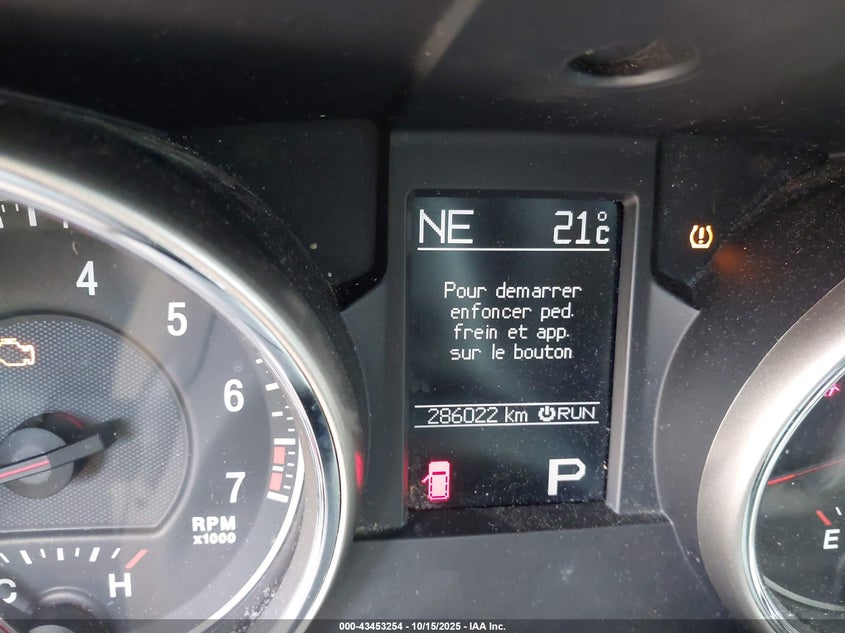 NE 21°C
Pour demarrer
enfoncer ped.
frein et app.
sur le bouton
286022 km RUN
P
4
5
6
7
RPM
x1000
C H
E
000-43453254 - 10/15/2025 - IAA Inc.